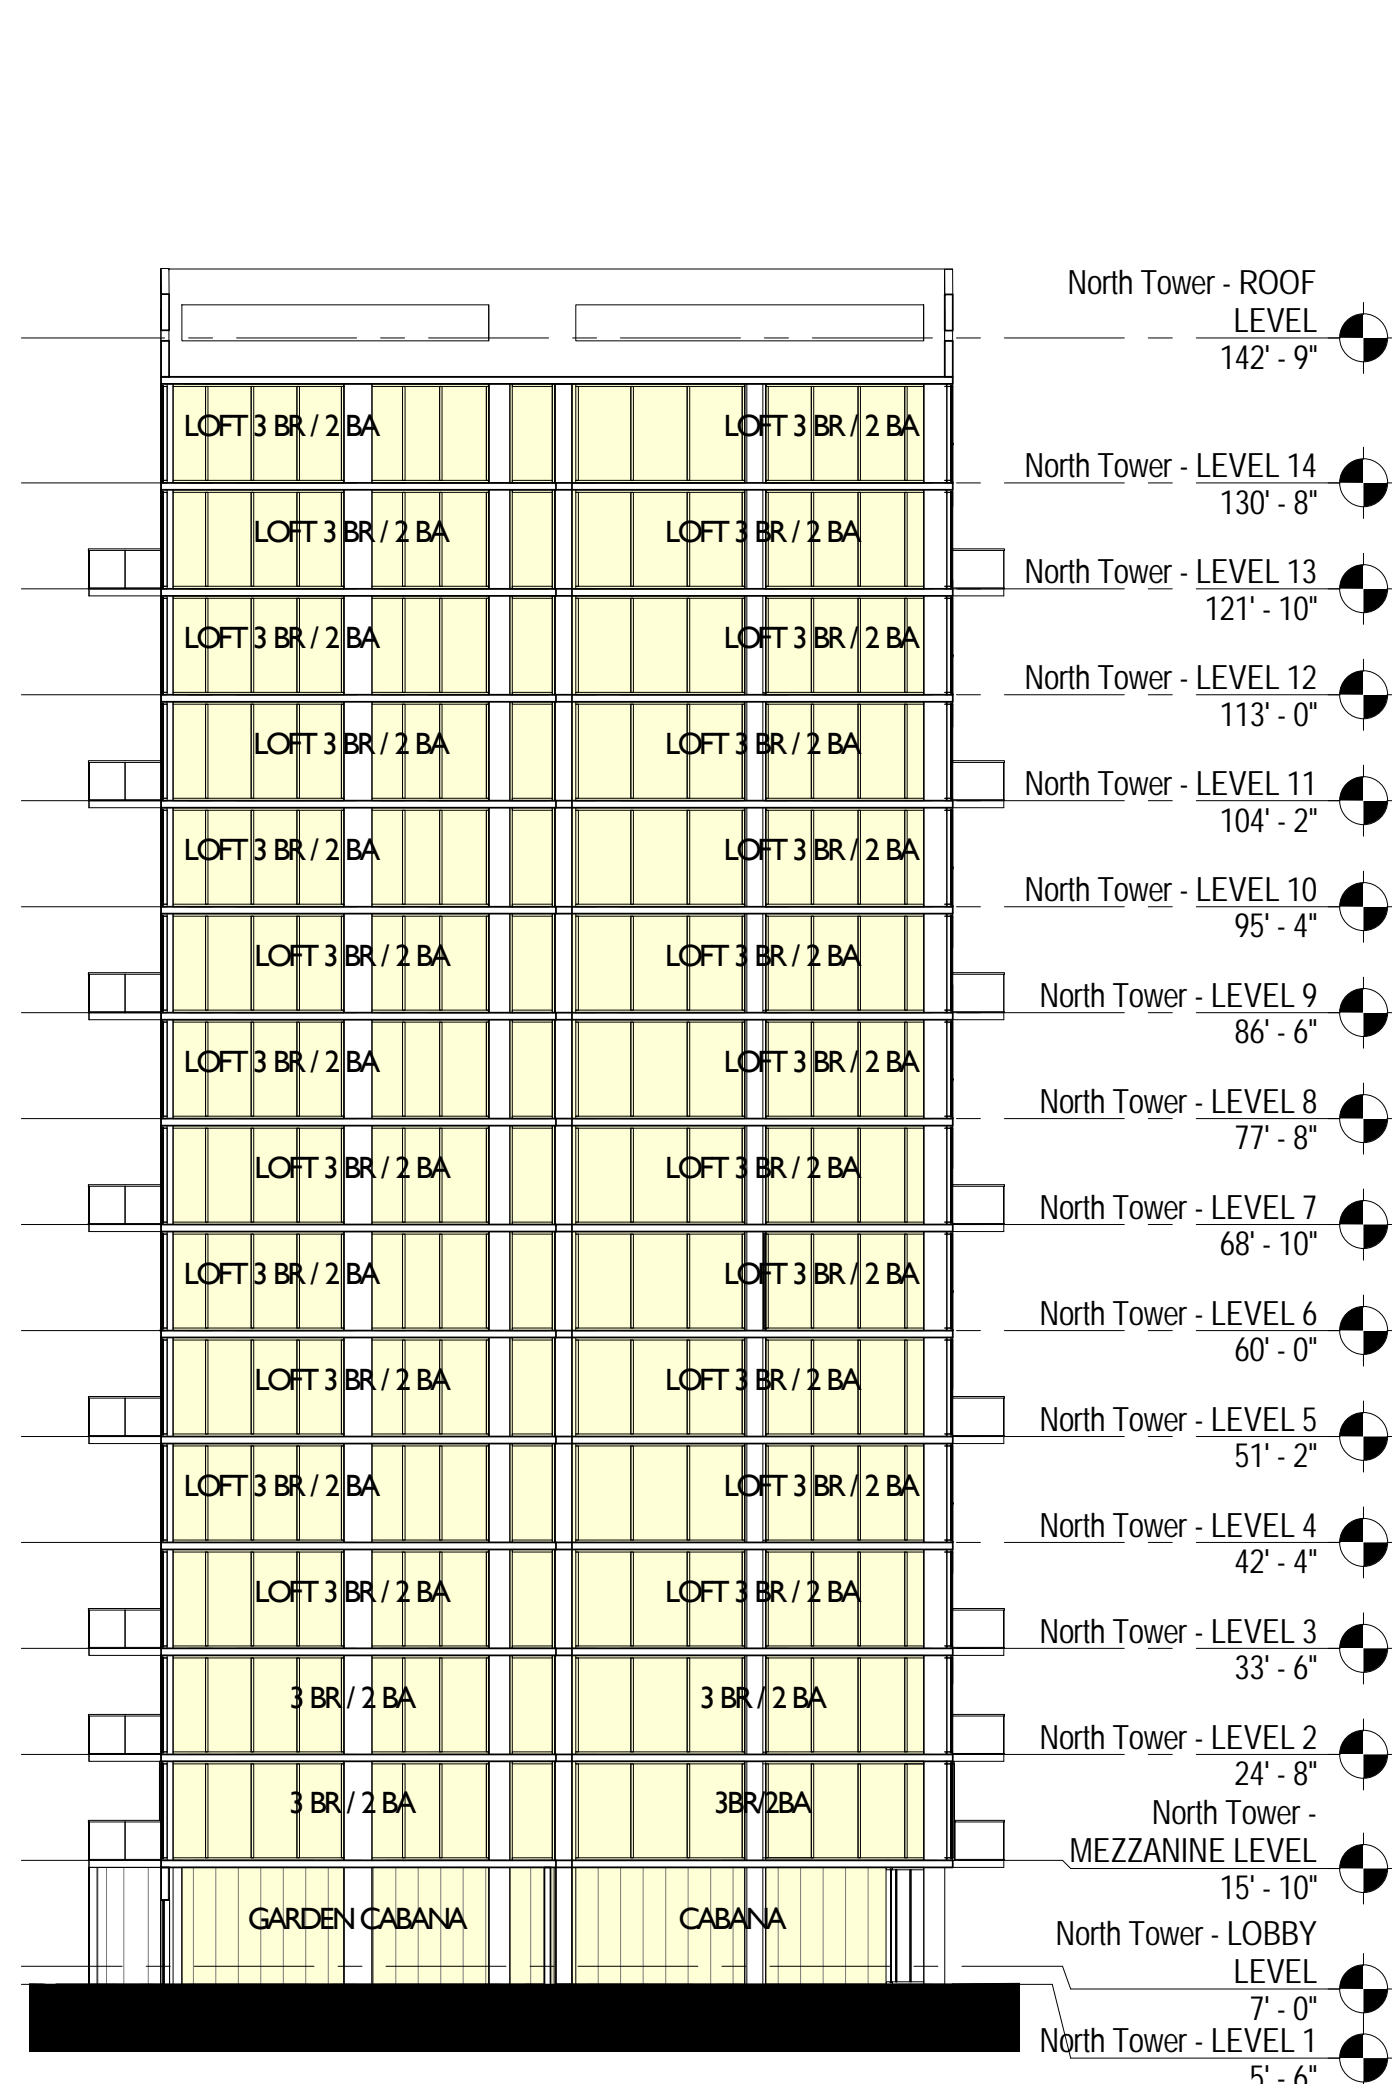 North Tower - ROOF
LEVEL
142' - 9"
LOFT 3 BR / 2 BA
LOFT 3 BR / 2 BA
North Tower - LEVEL 14
130' - 8"
LOFT 3 BR / 2 BA
LOFT 3 BR / 2 BA
North Tower - LEVEL 13
121' - 10"
LOFT 3 BR / 2 BA
LOFT 3 BR / 2 BA
North Tower - LEVEL 12
113' - 0"
LOFT 3 BR / 2 BA
LOFT 3 BR / 2 BA
North Tower - LEVEL 11
104' - 2"
LOFT 3 BR / 2 BA
LOFT 3 BR / 2 BA
North Tower - LEVEL 10
95' - 4"
LOFT 3 BR / 2 BA
LOFT 3 BR / 2 BA
North Tower - LEVEL 9
86' - 6"
LOFT 3 BR / 2 BA
LOFT 3 BR / 2 BA
North Tower - LEVEL 8
77' - 8"
LOFT 3 BR / 2 BA
LOFT 3 BR / 2 BA
North Tower - LEVEL 7
68' - 10"
LOFT 3 BR / 2 BA
LOFT 3 BR / 2 BA
North Tower - LEVEL 6
60' - 0"
LOFT 3 BR / 2 BA
LOFT 3 BR / 2 BA
North Tower - LEVEL 5
51' - 2"
LOFT 3 BR / 2 BA
LOFT 3 BR / 2 BA
North Tower - LEVEL 4
42' - 4"
LOFT 3 BR / 2 BA
LOFT 3 BR / 2 BA
North Tower - LEVEL 3
33' - 6"
3 BR / 2 BA
3 BR / 2 BA
North Tower - LEVEL 2
24' - 8"
3 BR / 2 BA
3BR/2BA
North Tower -
MEZZANINE LEVEL
15' - 10"
GARDEN CABANA
CABANA
North Tower - LOBBY
LEVEL
7' - 0"
North Tower - LEVEL 1
5' - 6"